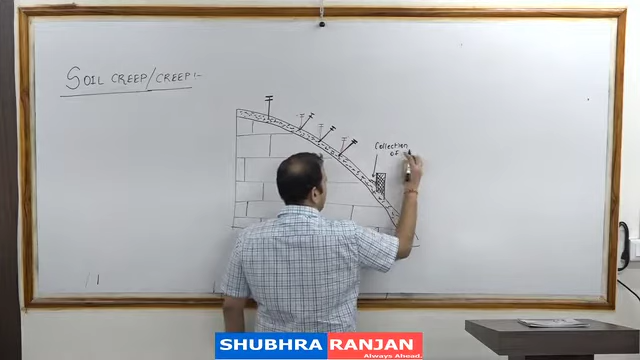 SOIL CREEP/CREEP :-
Collection
of
SHUBHRA RANJAN
Always Ahead.